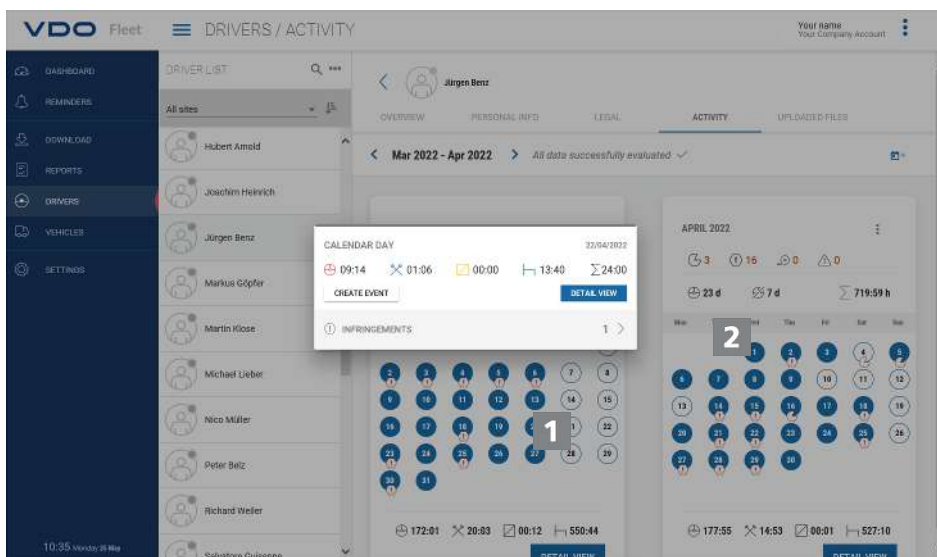 VDO Fleet
DRIVERS / ACTIVITY
Your name
Your Company Account
DASHBOARD
REMINDERS
DOWNLOAD
REPORTS
DRIVERS
VEHICLES
SETTINGS
10:35 Monday
DRIVER LIST
All sites
Hubert Arnold
Joachim Heinrich
Jürgen Benz
Markus Göpfer
Martin Klose
Michael Lieber
Nico Müller
Peter Belz
Richard Weiler
Jürgen Benz
OVERVIEW PERSONAL INFO LEGAL ACTIVITY UPLOADED FILES
Mar 2022 - Apr 2022 All data successfully evaluated
CALENDAR DAY 22/04/2022
09:14 01:06 00:00 13:40 24:00
CREATE EVENT DETAIL VIEW
INFRINGEMENTS 1
2 3 4 5 6 7 8
9 10 11 12 13 14 15
16 17 18 19 1 22
23 24 25 26 27 28 29
30 31
1
172:01 20:03 00:12 550:44
DETAIL VIEW
APRIL 2022
3 16 0 0
23 d 7 d 719:59 h
Mon Wed Thu Fri Sat Sun
2
1 2 3 4 5
6 7 8 9 10 11 12
13 14 15 16 17 18 19
20 21 22 23 24 25 26
27 28 29 30
177:55 14:53 00:01 527:10
DETAIL VIEW